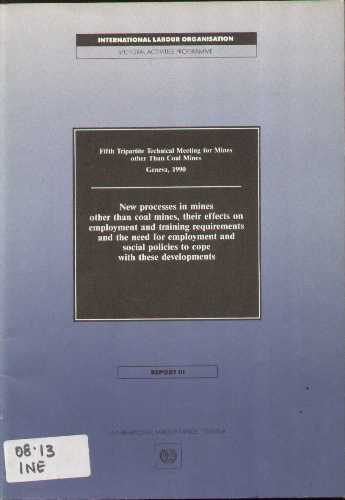 INTERNATIONAL LABOUR ORGANISATION
SECTORAL ACTIVITIES PROGRAMME
Fifth Tripartite Technical Meeting for Mines
other Than Coal Mines
Geneva, 1990
New processes in mines
other than coal mines, their effects on
employment and training requirements
and the need for employment and
social policies to cope
with these developments
REPORT III
INTERNATIONAL LABOUR OFFICE GENEVA
08.13
INE